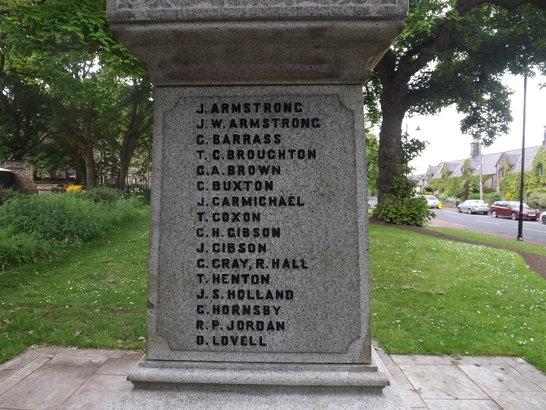 J. ARMSTRONG
J. W. ARMSTRONG
G. BARRASS
T. G. BROUGHTON
G. A. BROWN
C. BUXTON
J. CARMICHAEL
T. COXON
G. H. GIBSON
J. GIBSON
G. GRAY, R. HALL
T. HENTON
J. S. HOLLAND
G. HORNSBY
R. P. JORDAN
D. LOVELL